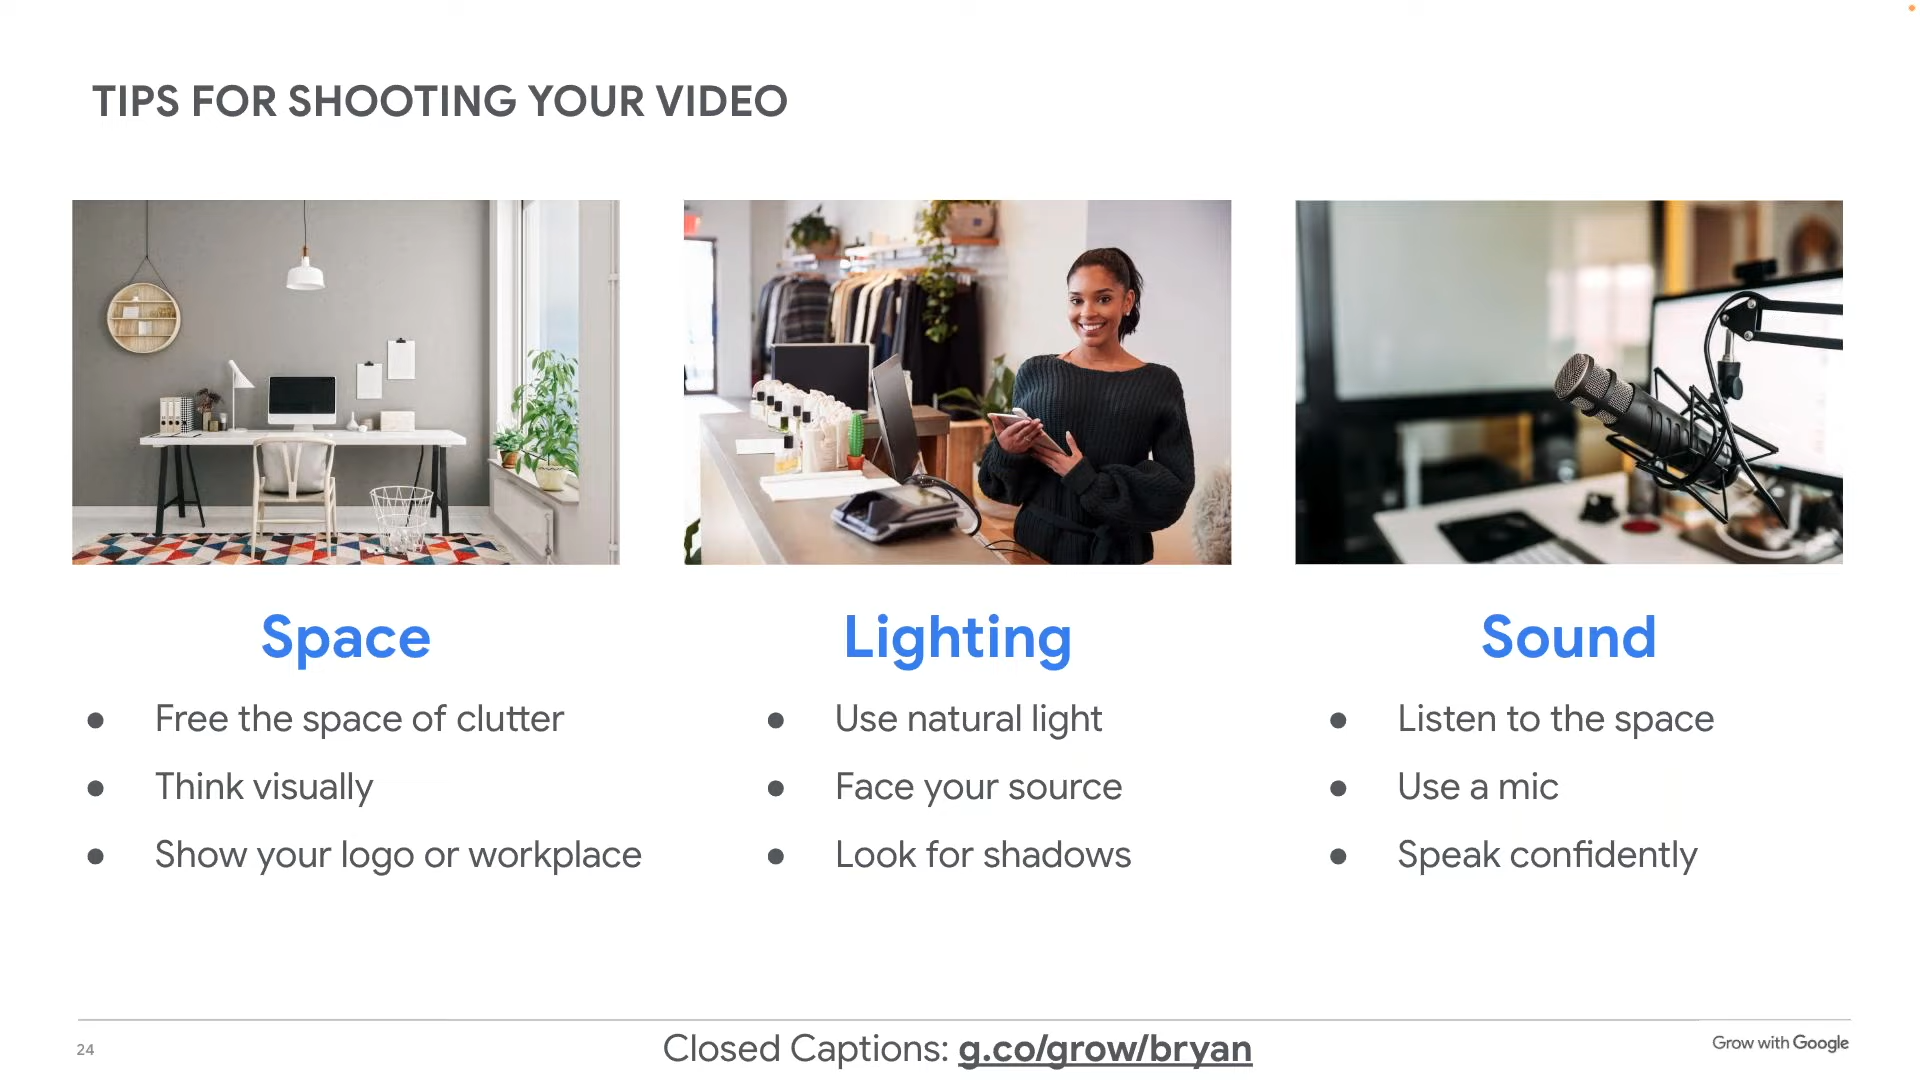 TIPS FOR SHOOTING YOUR VIDEO
Space
● Free the space of clutter
● Think visually
● Show your logo or workplace
Lighting
● Use natural light
● Face your source
● Look for shadows
Sound
● Listen to the space
● Use a mic
● Speak confidently
24
Closed Captions: g.co/grow/bryan
Grow with Google